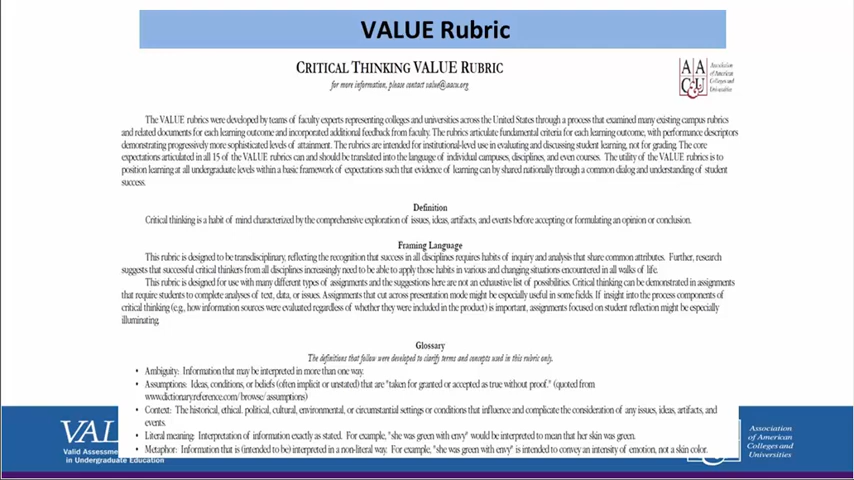 VALUE Rubric
CRITICAL THINKING VALUE RUBRIC
for more information, please contact value@aacu.org
AA
C&U
Association
of American
Colleges and
Universities
The VALUE rubrics were developed by teams of faculty experts representing colleges and universities across the United States through a process that examined many existing campus rubrics
and related documents for each learning outcome and incorporated additional feedback from faculty. The rubrics articulate fundamental criteria for each learning outcome, with performance descriptors
demonstrating progressively more sophisticated levels of attainment. The rubrics are intended for institutional-level use in evaluating and discussing student learning, not for grading. The core
expectations articulated in all 15 of the VALUE rubrics can and should be translated into the language of individual campuses, disciplines, and even courses. The utility of the VALUE rubrics is to
position learning at all undergraduate levels within a basic framework of expectations such that evidence of learning can by shared nationally through a common dialog and understanding of student
success.
Definition
Critical thinking is a habit of mind characterized by the comprehensive exploration of issues, ideas, artifacts, and events before accepting or formulating an opinion or conclusion.
Framing Language
This rubric is designed to be transdisciplinary, reflecting the recognition that success in all disciplines requires habits of inquiry and analysis that share common attributes. Further, research
suggests that successful critical thinkers from all disciplines increasingly need to be able to apply those habits in various and changing situations encountered in all walks of life.
This rubric is designed for use with many different types of assignments and the suggestions here are not an exhaustive list of possibilities. Critical thinking can be demonstrated in assignments
that require students to complete analyses of text, data, or issues. Assignments that cut across presentation mode might be especially useful in some fields. If insight into the process components of
critical thinking (e.g., how information sources were evaluated regardless of whether they were included in the product) is important, assignments focused on student reflection might be especially
illuminating.
Glossary
The definitions that follow were developed to clarify terms and concepts used in this rubric only.
• Ambiguity: Information that may be interpreted in more than one way.
• Assumptions: Ideas, conditions, or beliefs (often implicit or unstated) that are "taken for granted or accepted as true without proof." (quoted from
www.dictionary.reference.com/browse/assumptions)
• Context: The historical, ethical, political, cultural, environmental, or circumstantial settings or conditions that influence and complicate the consideration of any issues, ideas, artifacts, and
events.
• Literal meaning: Interpretation of information exactly as stated. For example, "she was green with envy" would be interpreted to mean that her skin was green.
• Metaphor: Information that is (intended to be) interpreted in a non-literal way. For example, "she was green with envy" is intended to convey an intensity of emotion, not a skin color.
VAL
Valid Assessm
in Undergraduate Education
Association
of American
Colleges and
Universities